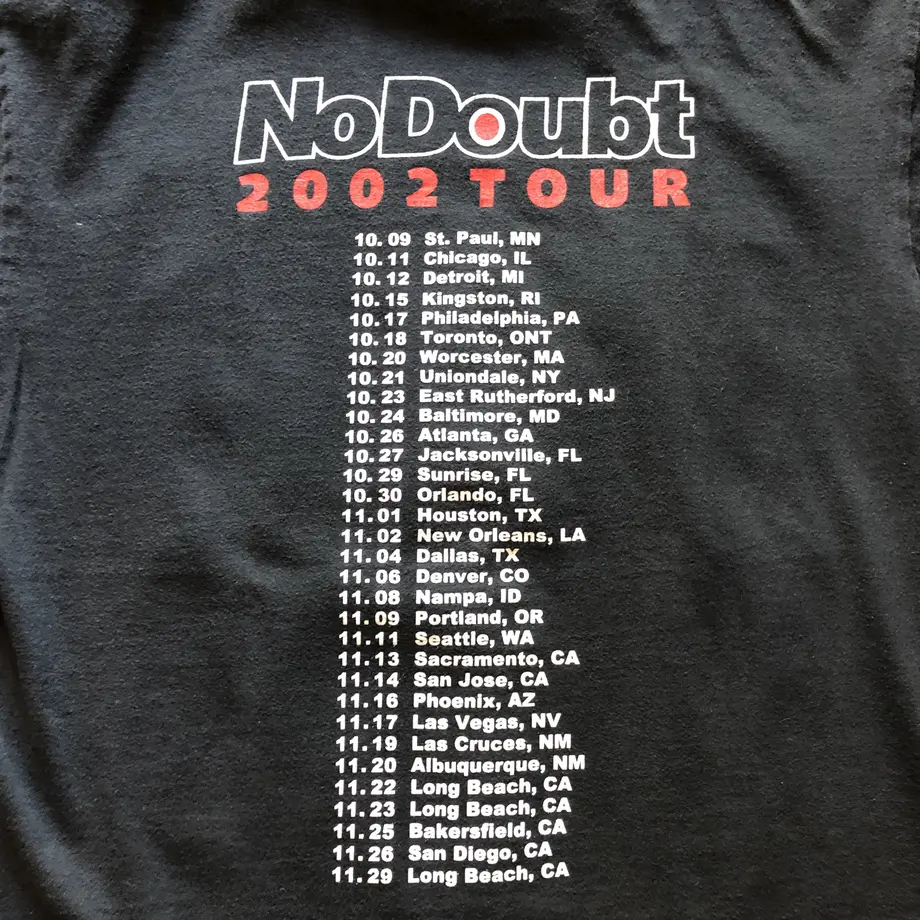 No Doubt
2002 TOUR
10. 09 St. Paul, MN
10. 11 Chicago, IL
10. 12 Detroit, MI
10. 15 Kingston, RI
10. 17 Philadelphia, PA
10. 18 Toronto, ONT
10. 20 Worcester, MA
10. 21 Uniondale, NY
10. 23 East Rutherford, NJ
10. 24 Baltimore, MD
10. 26 Atlanta, GA
10. 27 Jacksonville, FL
10. 29 Sunrise, FL
10. 30 Orlando, FL
11. 01 Houston, TX
11. 02 New Orleans, LA
11. 04 Dallas, TX
11. 06 Denver, CO
11. 08 Nampa, ID
11. 09 Portland, OR
11. 11 Seattle, WA
11. 13 Sacramento, CA
11. 14 San Jose, CA
11. 16 Phoenix, AZ
11. 17 Las Vegas, NV
11. 19 Las Cruces, NM
11. 20 Albuquerque, NM
11. 22 Long Beach, CA
11. 23 Long Beach, CA
11. 25 Bakersfield, CA
11. 26 San Diego, CA
11. 29 Long Beach, CA